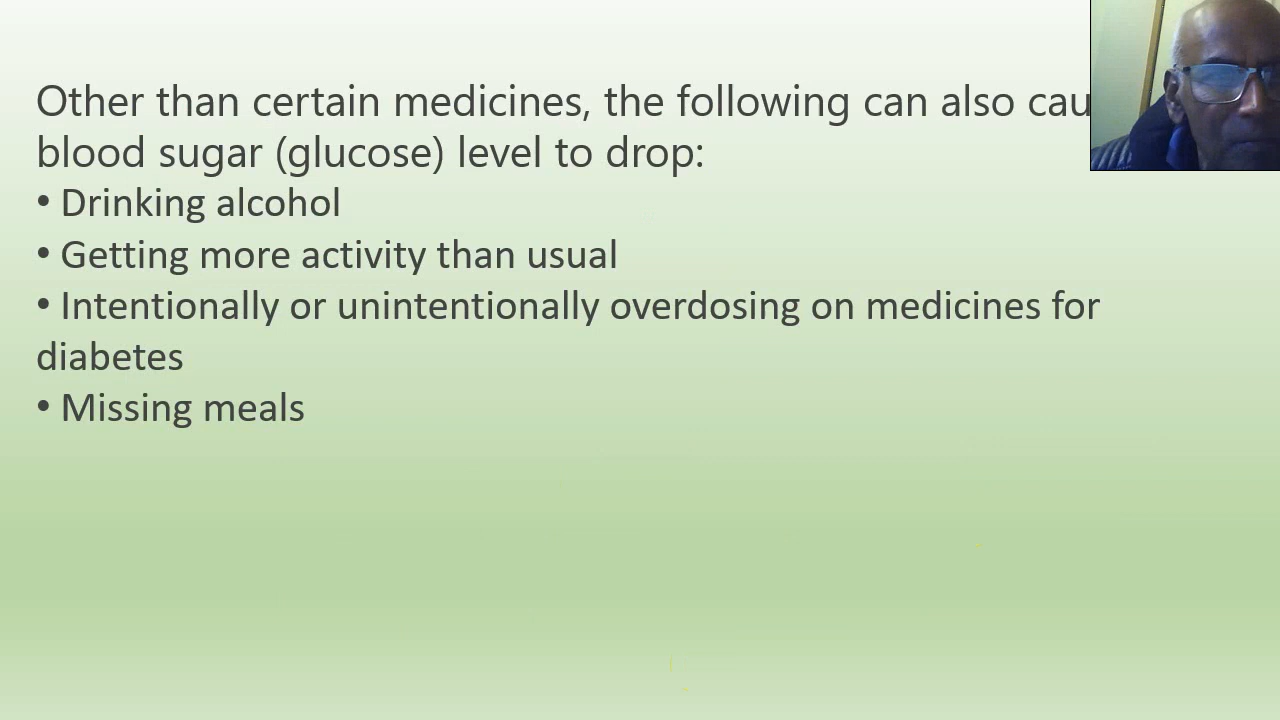 Other than certain medicines, the following can also cau
blood sugar (glucose) level to drop:
• Drinking alcohol
• Getting more activity than usual
• Intentionally or unintentionally overdosing on medicines for
diabetes
• Missing meals